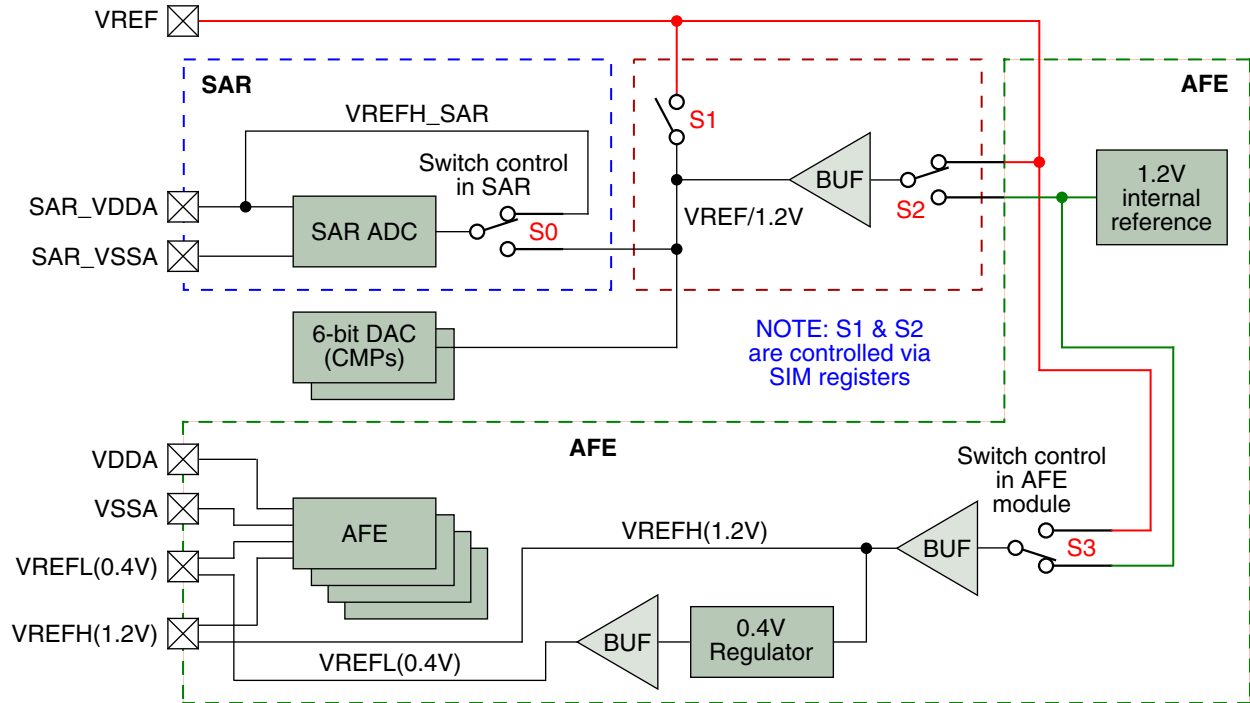 VREF
SAR
AFE
VREFH_SAR
S1
Switch control
in SAR
BUF
1.2V
internal
reference
SAR_VDDA
SAR ADC
S0
VREF/1.2V
S2
SAR_VSSA
6-bit DAC
(CMPs)
NOTE: S1 & S2
are controlled via
SIM registers
AFE
VDDA
Switch control
in AFE
module
VSSA
AFE
VREFH(1.2V)
BUF
S3
VREFL(0.4V)
VREFH(1.2V)
BUF
0.4V
Regulator
VREFL(0.4V)